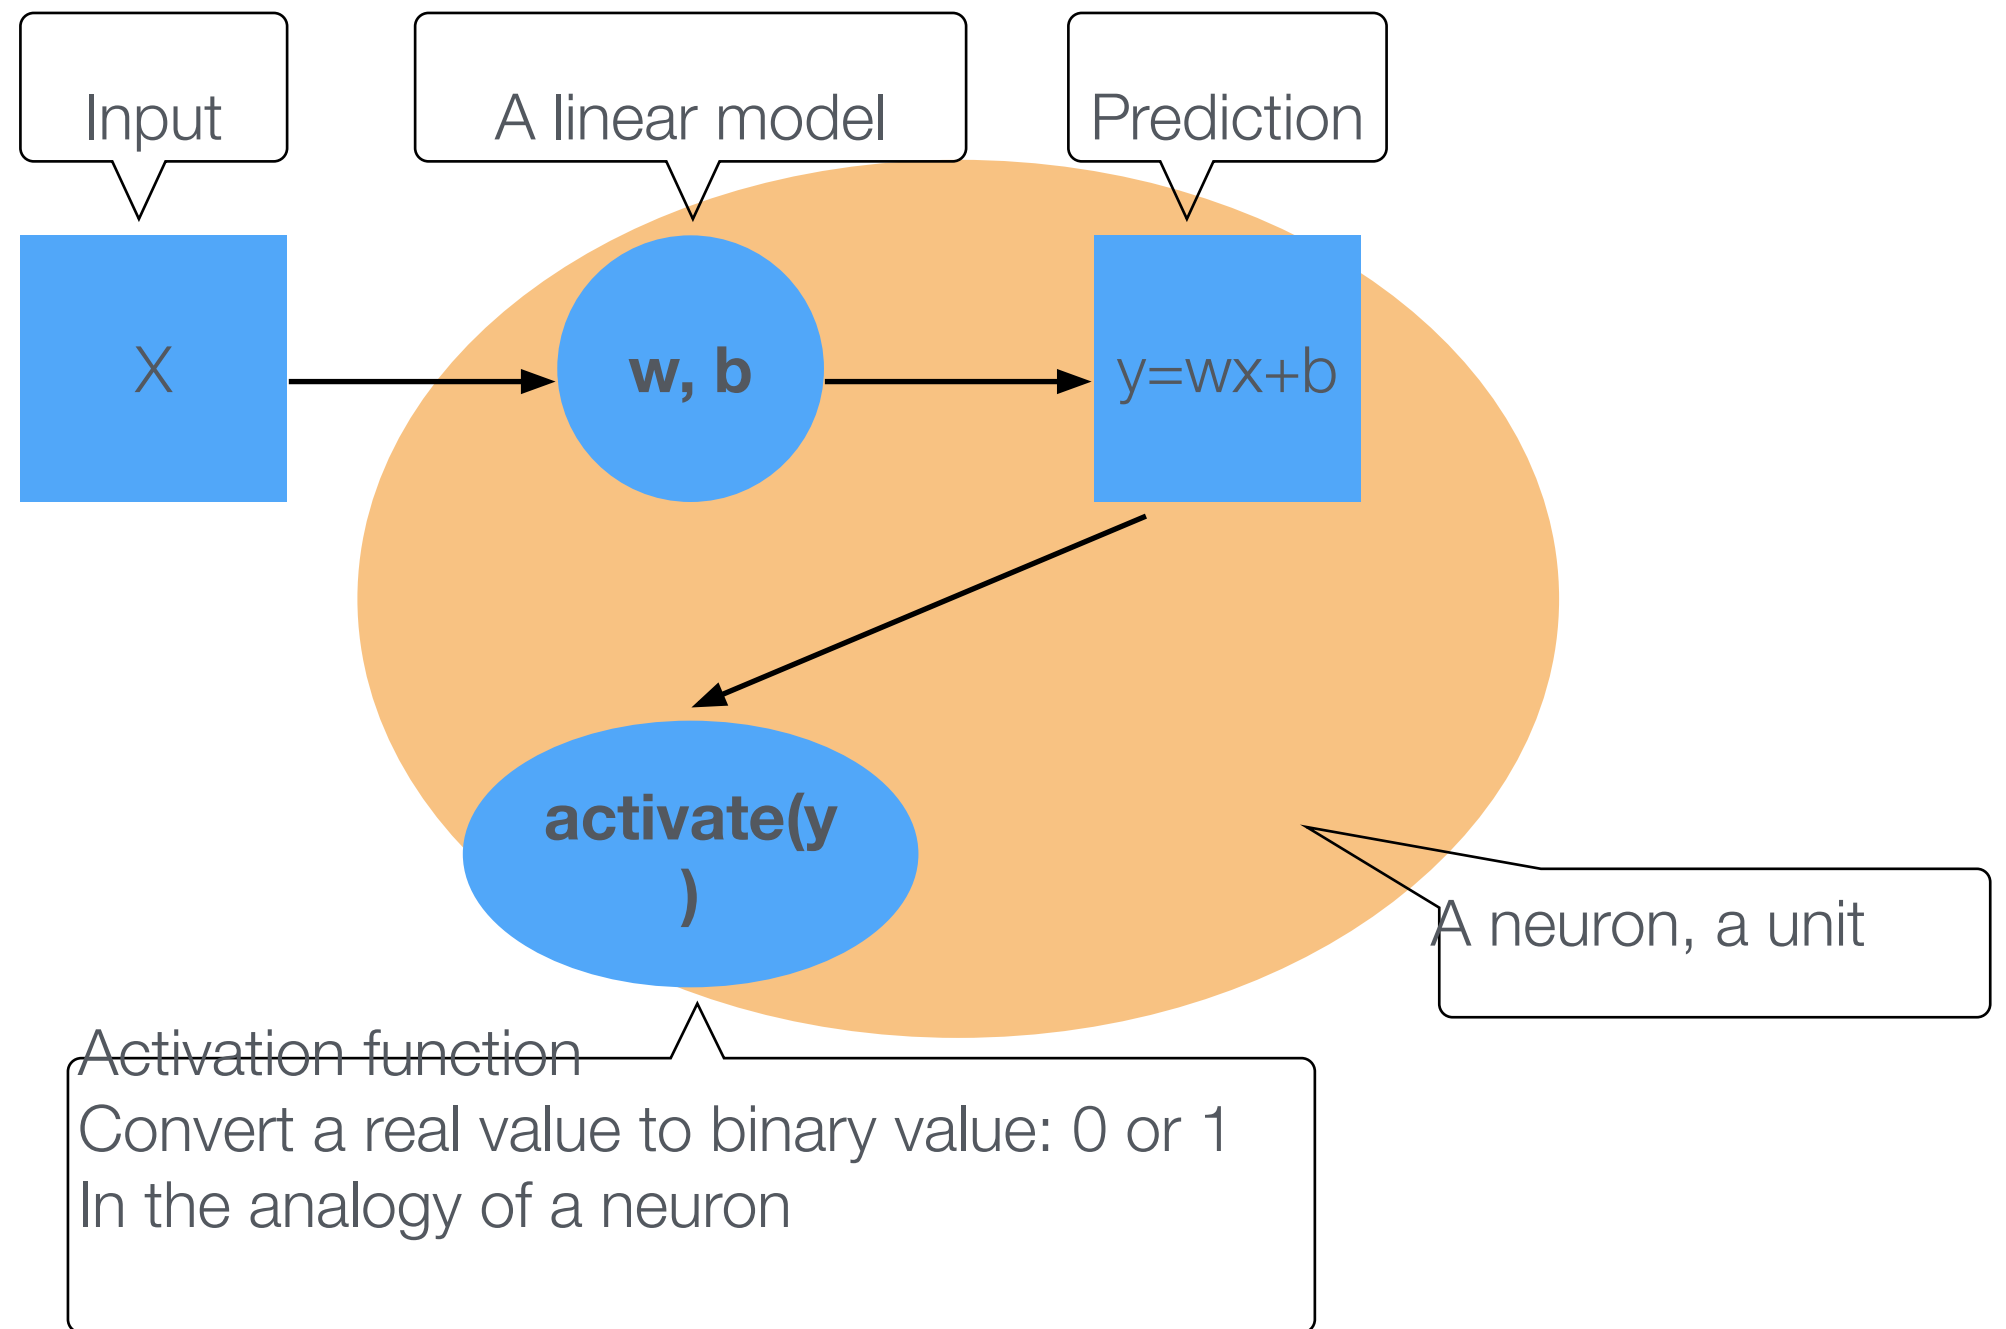 Input
A linear model
Prediction
X
w, b
y=wx+b
activate(y
)
A neuron, a unit
Activation function
Convert a real value to binary value: 0 or 1
In the analogy of a neuron